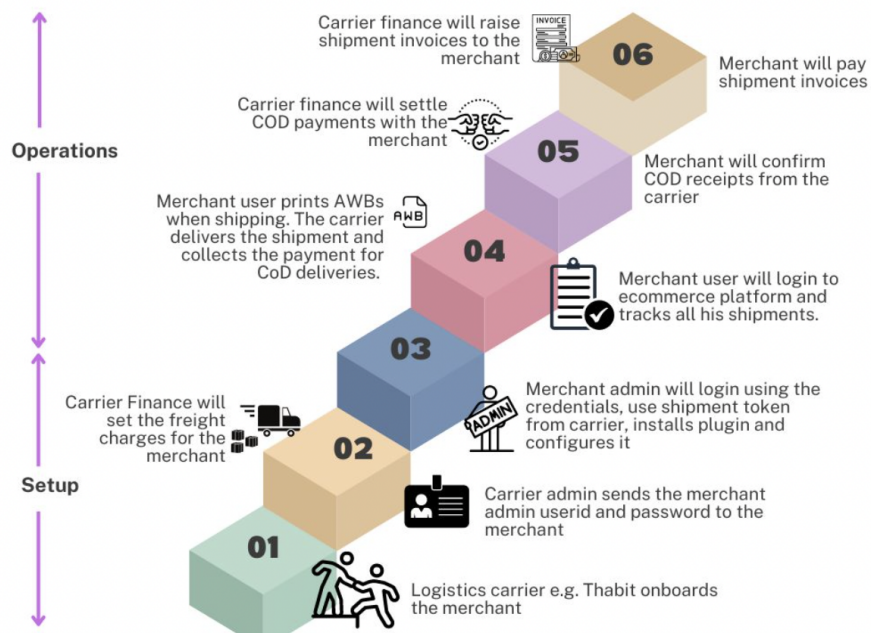 Carrier finance will raise
shipment invoices to the
merchant
INVOICE
06
Merchant will pay
shipment invoices
Carrier finance will settle
COD payments with the
merchant
05
Operations
Merchant will confirm
COD receipts from the
carrier
Merchant user prints AWBs
when shipping. The carrier
delivers the shipment and
collects the payment for
CoD deliveries.
AWB
04
Merchant user will login to
ecommerce platform and
tracks all his shipments.
03
Carrier Finance will
set the freight
charges for the
merchant
Merchant admin will login using the
credentials, use shipment token
from carrier, installs plugin and
configures it
ADMIN
02
Setup
Carrier admin sends the merchant
admin userid and password to the
merchant
01
Logistics carrier e.g. Thabit onboards
the merchant